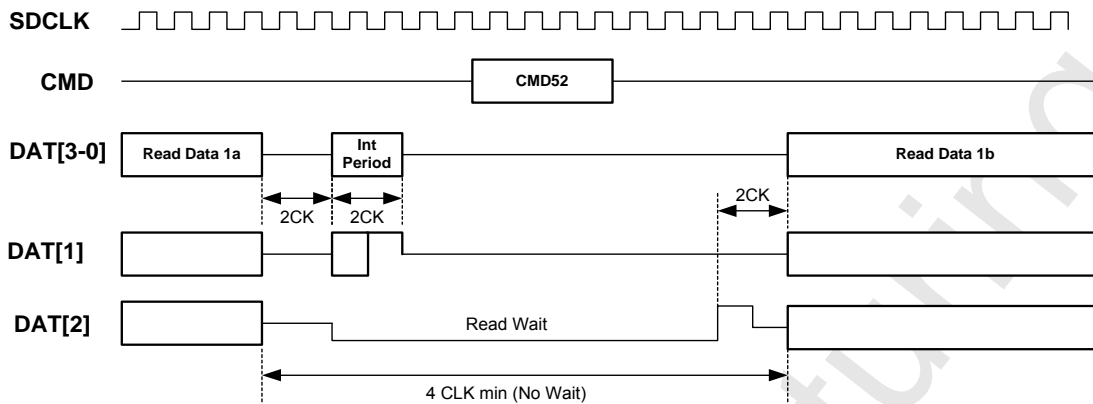 SDCLK
CMD
CMD52
DAT[3-0]
Read Data 1a
Int
Period
Read Data 1b
2CK
2CK
2CK
DAT[1]
DAT[2]
Read Wait
4 CLK min (No Wait)